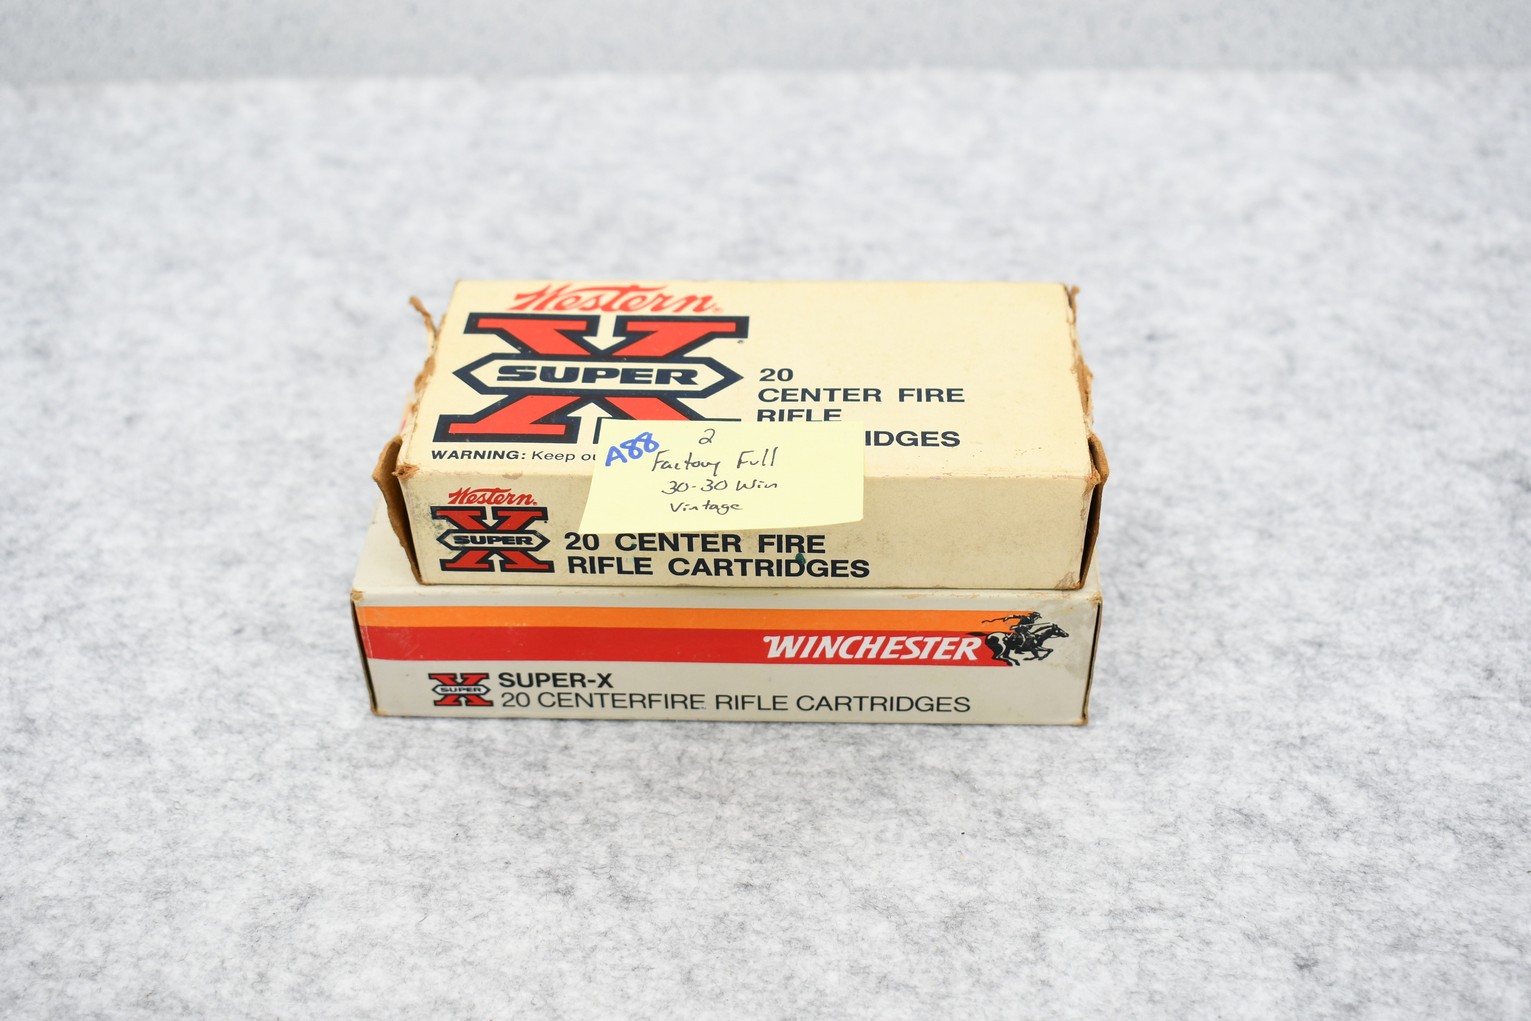 Western
SUPER X
20
CENTER FIRE
RIFLE
IDGES
WARNING: Keep ou
A88
2
Factory Full
30-30 Win
Vintage
Western
SUPER X
20 CENTER FIRE
RIFLE CARTRIDGES
WINCHESTER
SUPER X
SUPER-X
20 CENTERFIRE RIFLE CARTRIDGES